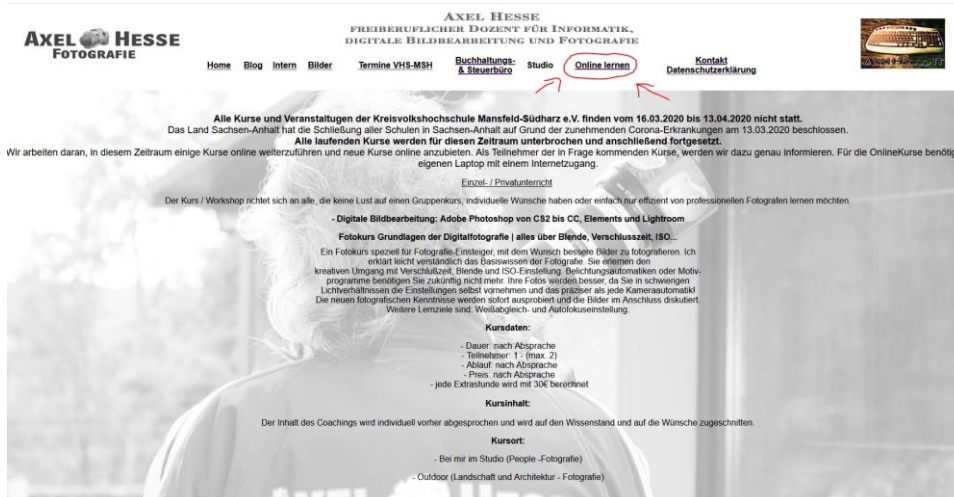 AXEL HESSE
FOTOGRAFIE
AXEL HESSE
FREIBERUFLICHER DOZENT FÜR INFORMATIK,
DIGITALE BILDBEARBEITUNG UND FOTOGRAFIE
Home Blog Intern Bilder Termine VHS-MSH Buchhaltungs- & Steuerbüro Studio Online lernen Kontakt Datenschutzerklärung
Alle Kurse und Veranstaltugen der Kreisvolkshochschule Mansfeld-Südharz e.V. finden vom 16.03.2020 bis 13.04.2020 nicht statt.
Das Land Sachsen-Anhalt hat die Schließung aller Schulen in Sachsen-Anhalt auf Grund der zunehmenden Corona-Erkrankungen am 13.03.2020 beschlossen.
Alle laufenden Kurse werden für diesen Zeitraum unterbrochen und anschließend fortgesetzt.
Wir arbeiten daran, in diesem Zeitraum einige Kurse online weiterzuführen und neue Kurse online anzubieten. Als Teilnehmer der in Frage kommenden Kurse, werden wir dazu genau informieren. Für die OnlineKurse benötig
eigenen Laptop mit einem Internetzugang.
Einzel- / Privatunterricht
Der Kurs / Workshop richtet sich an alle, die keine Lust auf einen Gruppenkurs, individuelle Wünsche haben oder einfach nur effizient von professionellen Fotografen lernen möchten.
- Digitale Bildbearbeitung: Adobe Photoshop von CS2 bis CC, Elements und Lightroom
Fotokurs Grundlagen der Digitalfotografie | alles über Blende, Verschlusszeit, ISO...
Ein Fotokurs speziell für Fotografie-Einsteiger, mit dem Wunsch bessere Bilder zu fotografieren. Ich
erklärt leicht verständlich das Basiswissen der Fotografie. Sie erlernen den
kreativen Umgang mit Verschlußzeit, Blende und ISO-Einstellung. Belichtungsautomatiken oder Motiv-
programme benötigen Sie zukünftig nicht mehr. Ihre Fotos werden besser, da Sie in schwierigen
Lichtverhältnissen die Einstellungen selbst vornehmen und das präziser als jede Kameraautomatik!
Die neuen fotografischen Kenntnisse werden sofort ausprobiert und die Bilder im Anschluss diskutiert.
Weitere Lernziele sind: Weißabgleich- und Autofokuseinstellung.
Kursdaten:
- Dauer: nach Absprache
- Teilnehmer: 1 - (max. 2)
- Ablauf: nach Absprache
- Preis: nach Absprache
- jede Extrastunde wird mit 30€ berechnet
Kursinhalt:
Der Inhalt des Coachings wird individuell vorher abgesprochen und wird auf den Wissenstand und auf die Wünsche zugeschnitten.
Kursort:
- Bei mir im Studio (People -Fotografie)
- Outdoor (Landschaft und Architektur - Fotografie)